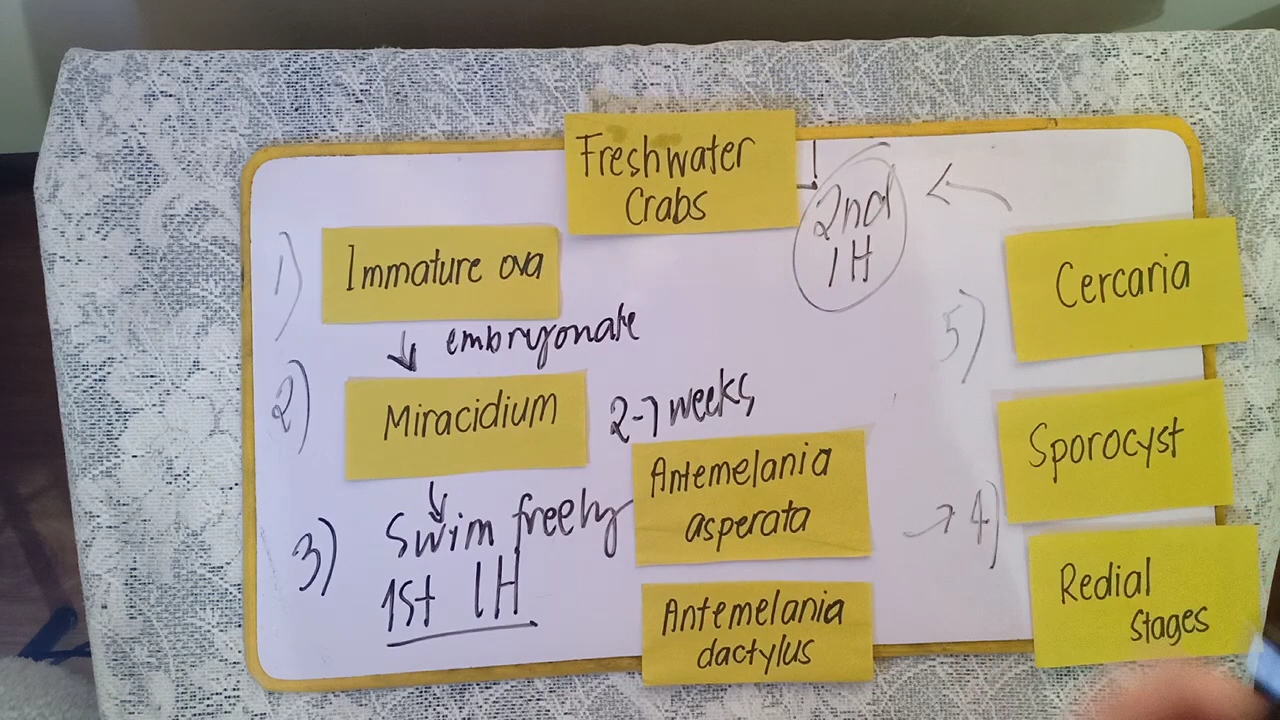 Freshwater
Crabs
2nd
IH
1)
Immature ova
embryonate
2)
Miracidium
2-7 weeks
3)
Swim freely
1st IH
Antemelania
asperata
Antemelania
dactylus
5)
Cercaria
4)
Sporocyst
Redial
stages